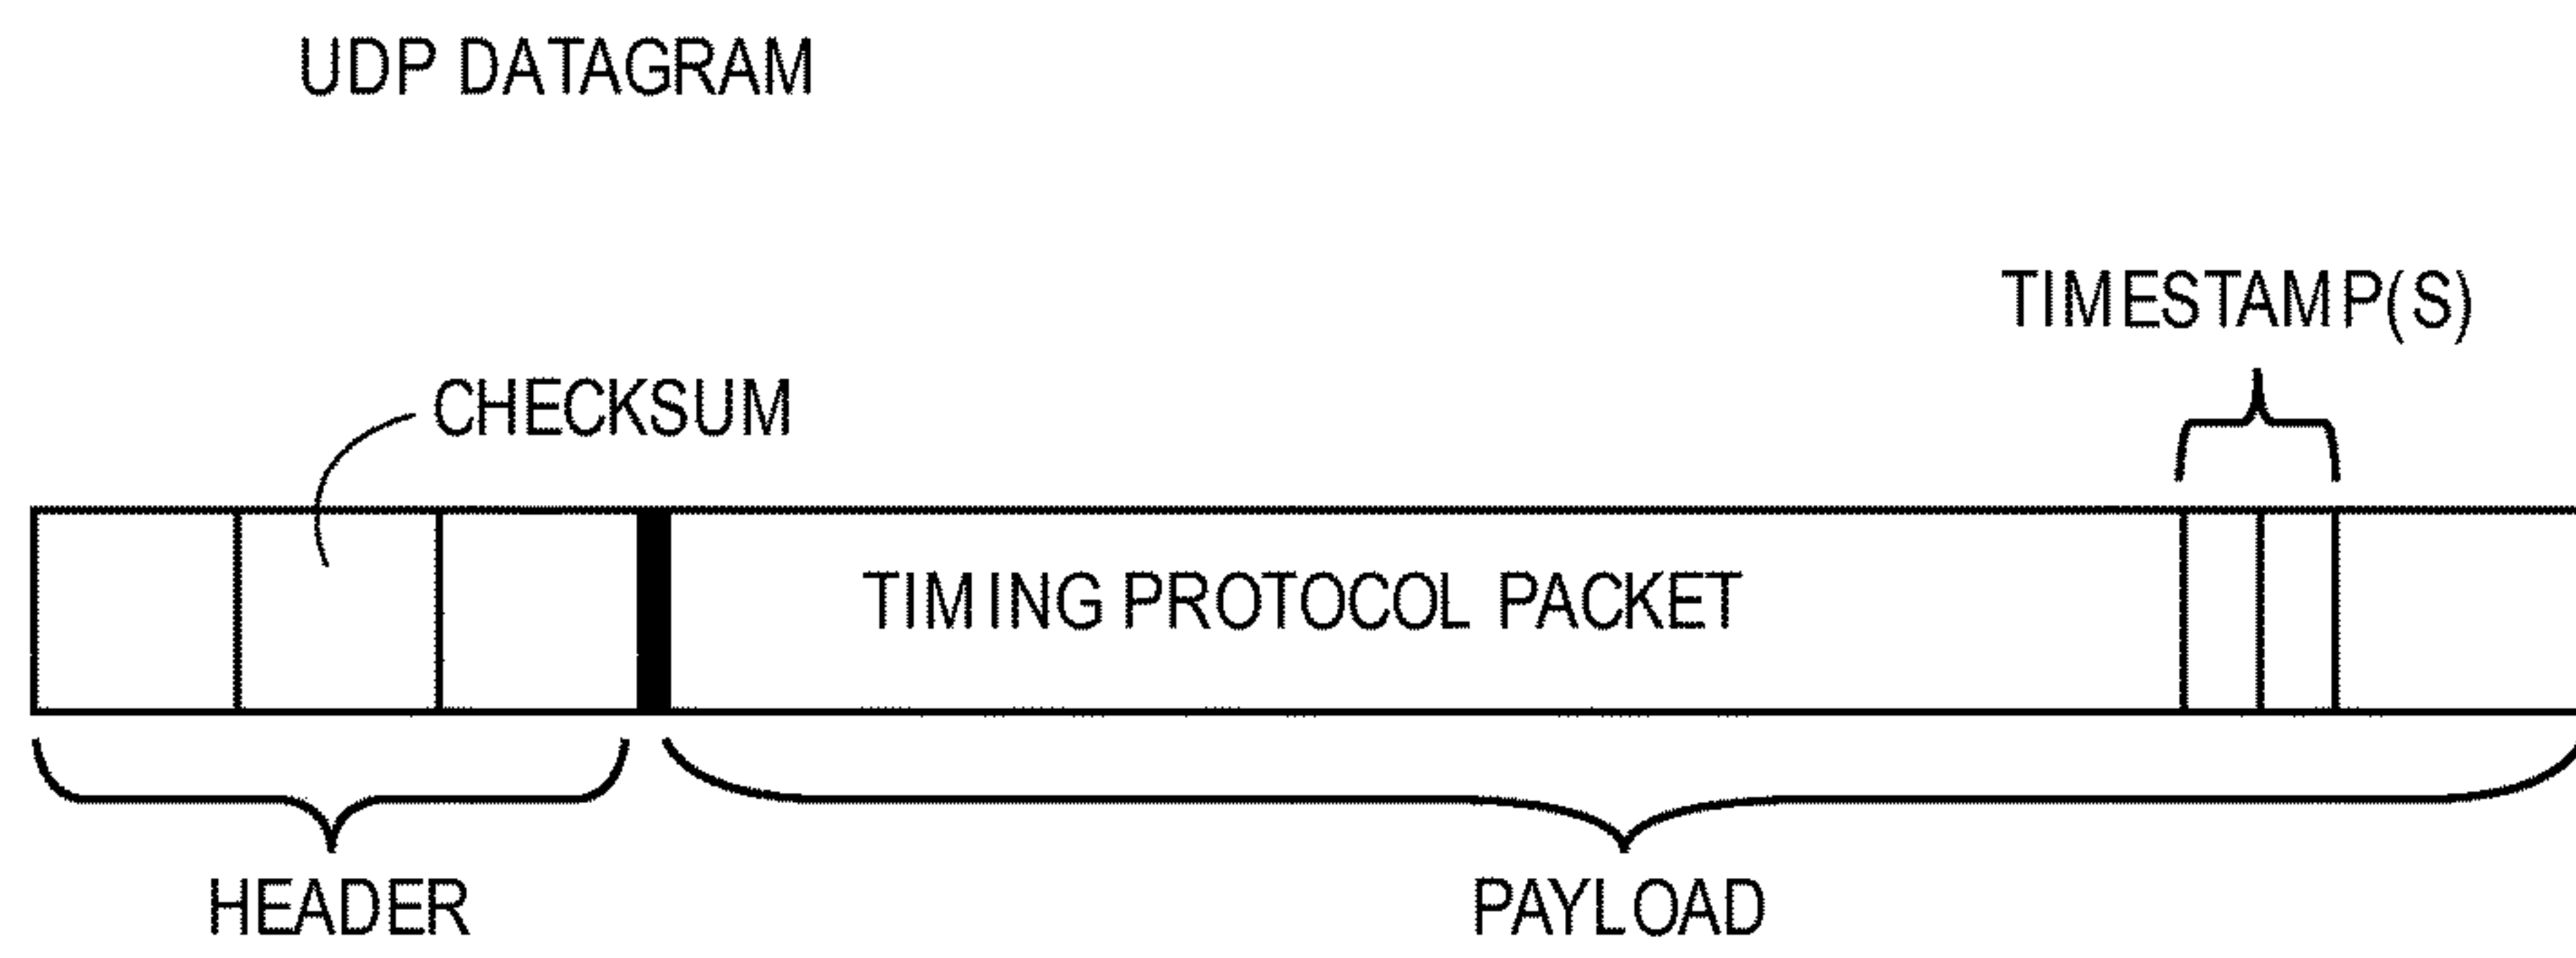 UDP DATAGRAM
TIMESTAMP(S)
CHECKSUM
TIMING PROTOCOL PACKET
HEADER
PAYLOAD